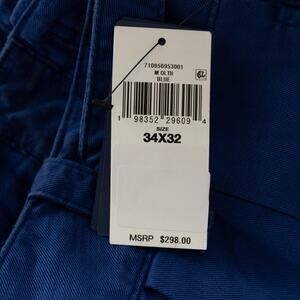 710956953001
M OLTH
BLUE
1 98352 29609 4
SIZE
34X32
MSRP $298.00